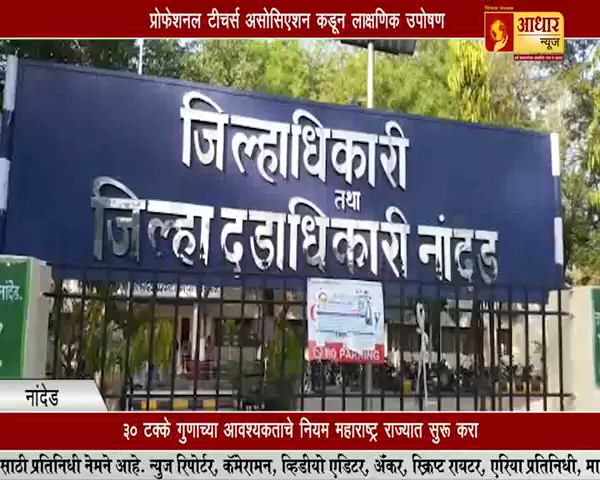 प्रोफेशनल टीचर्स असोसिएशन कडून लाक्षणिक उपोषण
आधार
न्यूज
जिल्हाधिकारी
तथा
जिल्हा दंडाधिकारी नांदेड
NO PARKING
नांदेड
३० टक्के गुणाच्या आवश्यकताचे नियम महाराष्ट्र राज्यात सुरू करा
साठी प्रतिनिधी नेमने आहे. न्युज रिपोर्टर, कॅमेरामन, व्हिडीयो एडिटर, अँकर, स्क्रिप्ट रायटर, एरिया प्रतिनिधी, मा